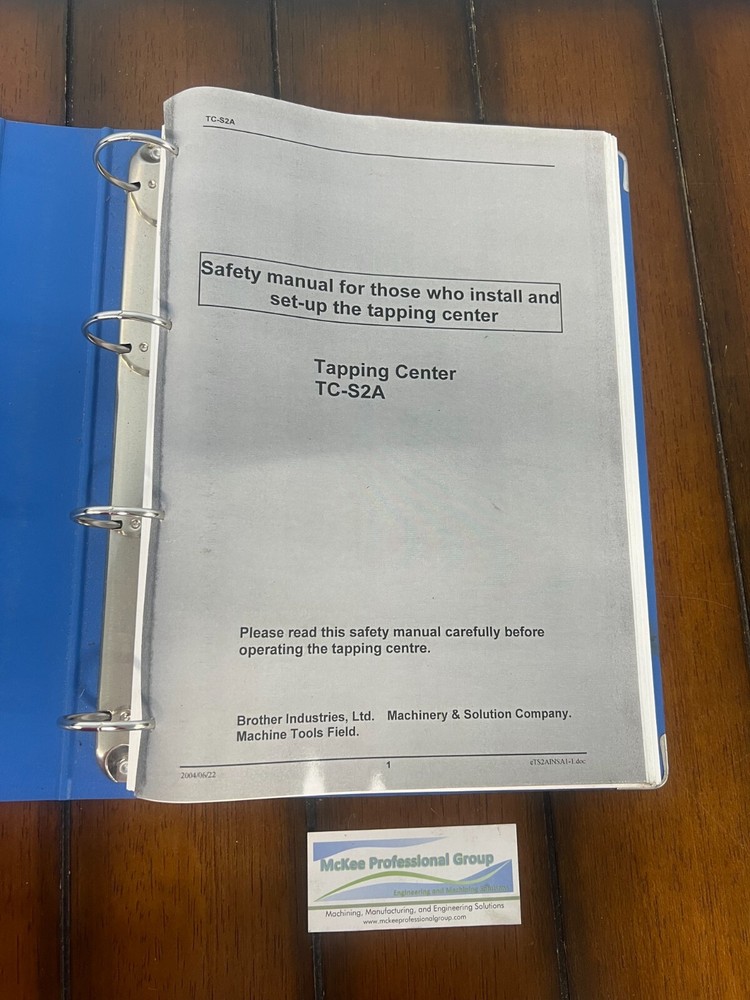 TC-S2A
Safety manual for those who install and
set-up the tapping center
Tapping Center
TC-S2A
Please read this safety manual carefully before
operating the tapping centre.
Brother Industries, Ltd. Machinery & Solution Company.
Machine Tools Field.
2004/06/22
1
eTS2AINSA1-1.doc
McKee Professional Group
Engineering and Machining Solutions
Machining, Manufacturing, and Engineering Solutions
www.mckeeprofessionalgroup.com